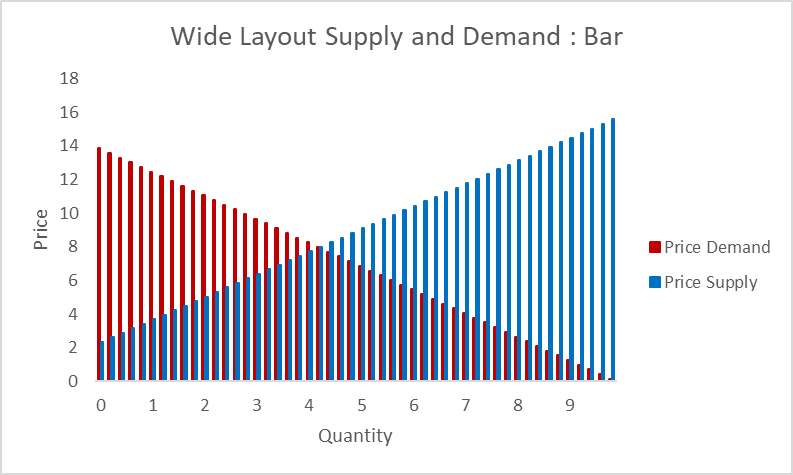 Wide Layout Supply and Demand : Bar
18
16
14
12
10
8
6
4
2
0
Price
0 1 2 3 4 5 6 7 8 9
Quantity
Price Demand
Price Supply